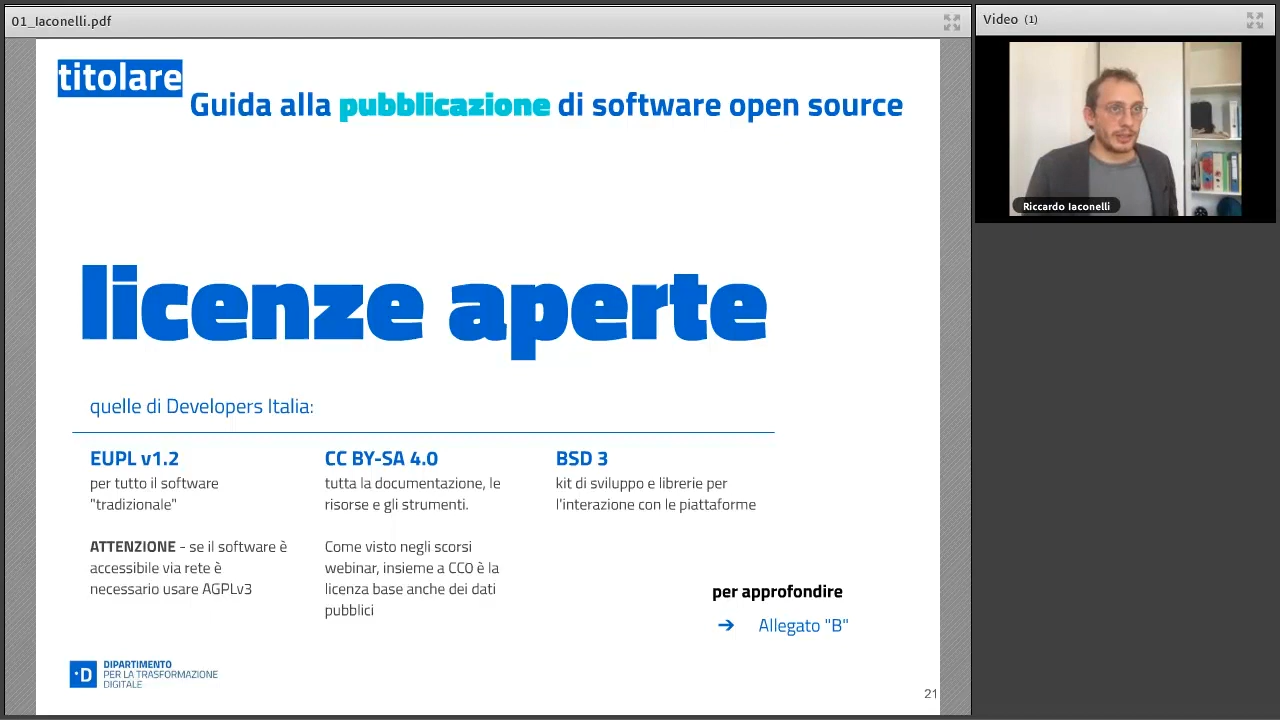 01_Iaconelli.pdf
Video (1)
titolare
Guida alla pubblicazione di software open source
Riccardo Iaconelli
licenze aperte
quelle di Developers Italia:
EUPL v1.2
per tutto il software
"tradizionale"
ATTENZIONE - se il software è
accessibile via rete è
necessario usare AGPLv3
CC BY-SA 4.0
tutta la documentazione, le
risorse e gli strumenti.
Come visto negli scorsi
webinar, insieme a CC0 è la
licenza base anche dei dati
pubblici
BSD 3
kit di sviluppo e librerie per
l'interazione con le piattaforme
per approfondire
➔ Allegato "B"
·D
DIPARTIMENTO
PER LA TRASFORMAZIONE
DIGITALE
21